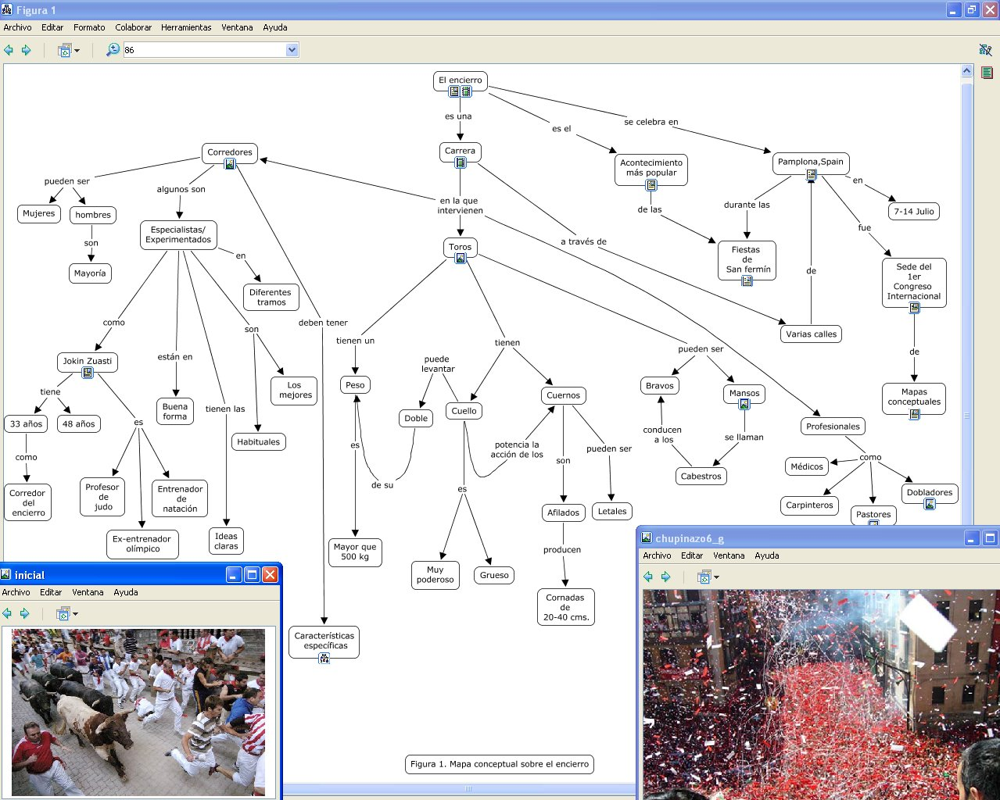 Figura 1
Archivo Editar Formato Colaborar Herramientas Ventana Ayuda
86
El encierro
es una
es el
se celebra en
Carrera
Corredores
Acontecimiento
más popular
Pamplona,Spain
pueden ser
algunos son
en la que
intervienen
de las
durante las
en
7-14 Julio
Mujeres
hombres
Especialistas/
Experimentados
a través de
fue
son
en
Toros
Fiestas
de
San fermín
de
Sede del
1er
Congreso
Internacional
Mayoría
Diferentes
tramos
como
son
deben tener
tienen un
tienen
pueden ser
Varias calles
de
Jokin Zuasti
están en
puede
levantar
tiene
Los
mejores
Peso
Bravos
Mansos
Cuernos
Mapas
conceptuales
33 años
48 años
es
Buena
forma
tienen las
Doble
Cuello
Profesionales
Habituales
conducen
a los
se llaman
como
es
potencia la
acción de los
son
pueden ser
como
Médicos
Cabestros
Corredor
del
encierro
Profesor
de
judo
Entrenador
de
natación
de su
es
Dobladores
Carpinteros
Pastores
Afilados
Letales
Ex-entrenador
olímpico
Ideas
claras
Mayor que
500 kg
producen
Muy
poderoso
Grueso
Cornadas
de
20-40 cms.
Características
específicas
Figura 1. Mapa conceptual sobre el encierro
inicial
Archivo Editar Ventana Ayuda
chupinazo6_g
Archivo Editar Ventana Ayuda